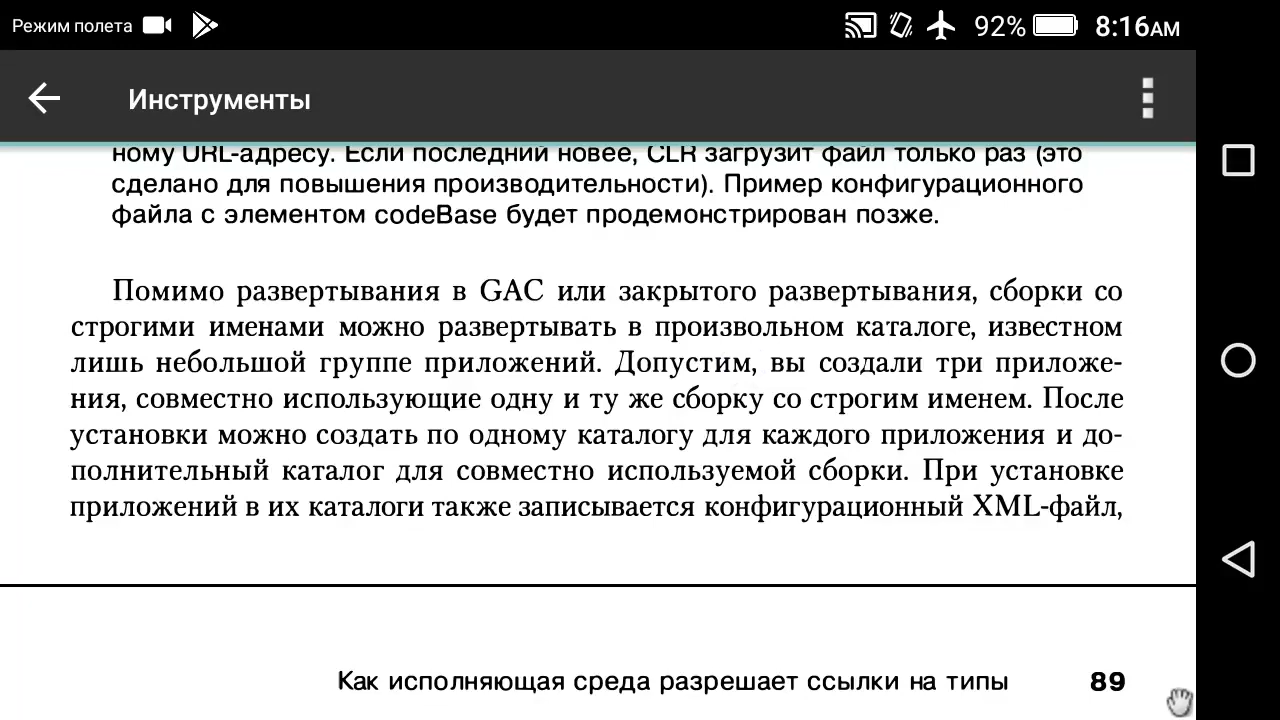 Режим полета 92% 8:16AM
Инструменты
ному URL-адресу. Если последний новее, CLR загрузит файл только раз (это
сделано для повышения производительности). Пример конфигурационного
файла с элементом codeBase будет продемонстрирован позже.
Помимо развертывания в GAC или закрытого развертывания, сборки со
строгими именами можно развертывать в произвольном каталоге, известном
лишь небольшой группе приложений. Допустим, вы создали три приложе-
ния, совместно использующие одну и ту же сборку со строгим именем. После
установки можно создать по одному каталогу для каждого приложения и до-
полнительный каталог для совместно используемой сборки. При установке
приложений в их каталоги также записывается конфигурационный XML-файл,
Как исполняющая среда разрешает ссылки на типы 89